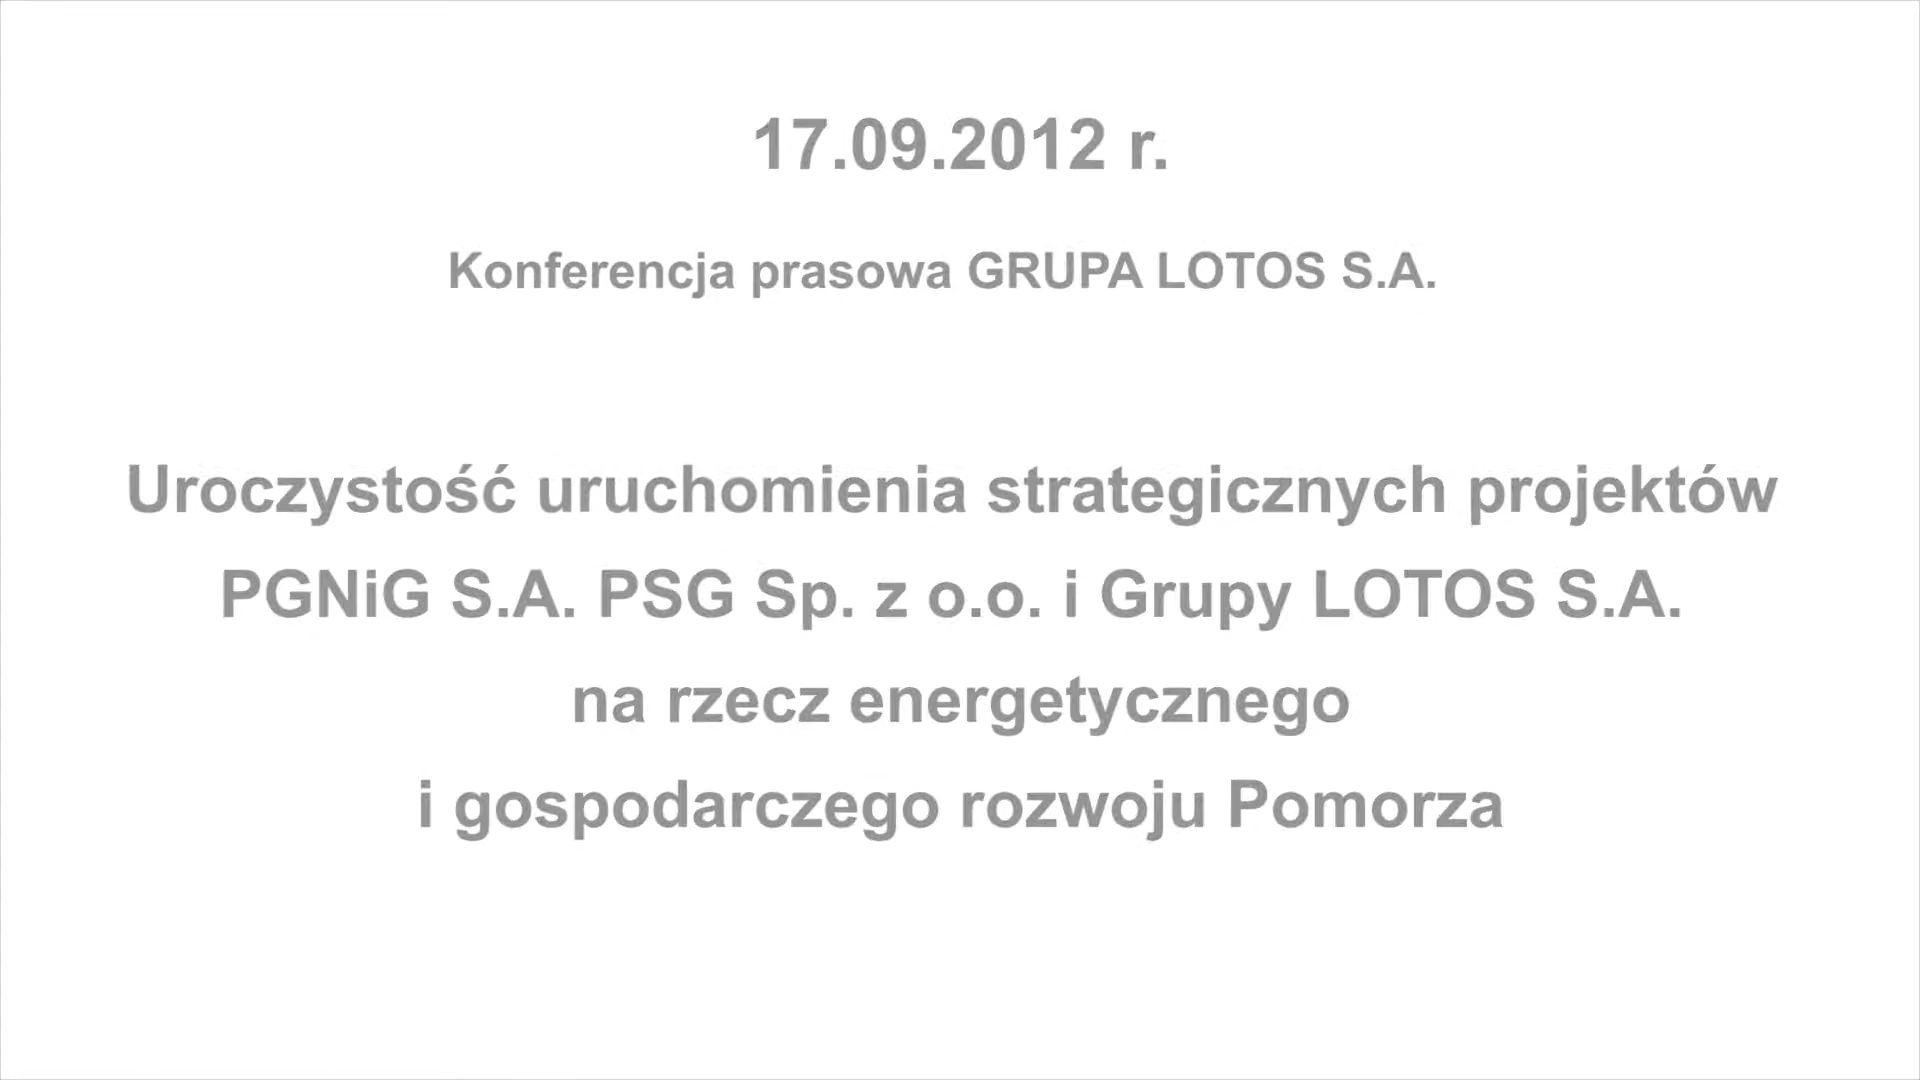 17.09.2012 r.
Konferencja prasowa GRUPA LOTOS S.A.
Uroczystość uruchomienia strategicznych projektów
PGNiG S.A. PSG Sp. z o.o. i Grupy LOTOS S.A.
na rzecz energetycznego
i gospodarczego rozwoju Pomorza